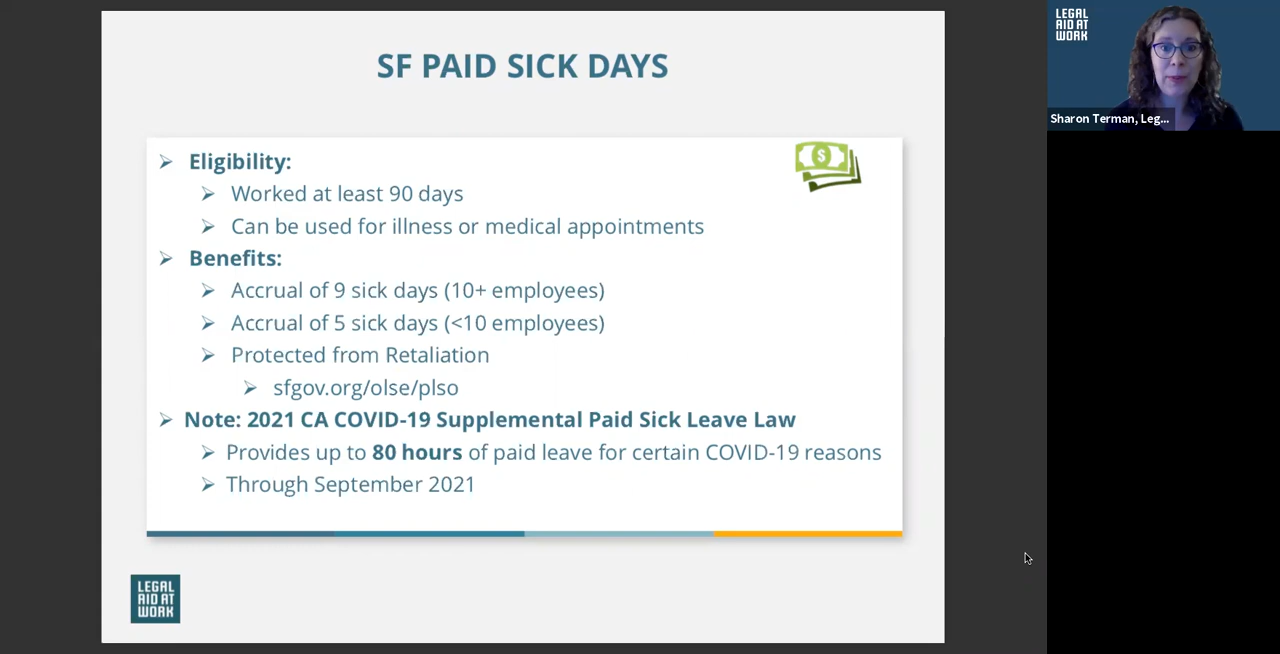 SF PAID SICK DAYS
Eligibility:
Worked at least 90 days
Can be used for illness or medical appointments
Benefits:
Accrual of 9 sick days (10+ employees)
Accrual of 5 sick days (<10 employees)
Protected from Retaliation
sfgov.org/olse/plso
Note: 2021 CA COVID-19 Supplemental Paid Sick Leave Law
Provides up to 80 hours of paid leave for certain COVID-19 reasons
Through September 2021
$
LEGAL
AID AT
WORK
LEGAL
AID AT
WORK
Sharon Terman, Leg...